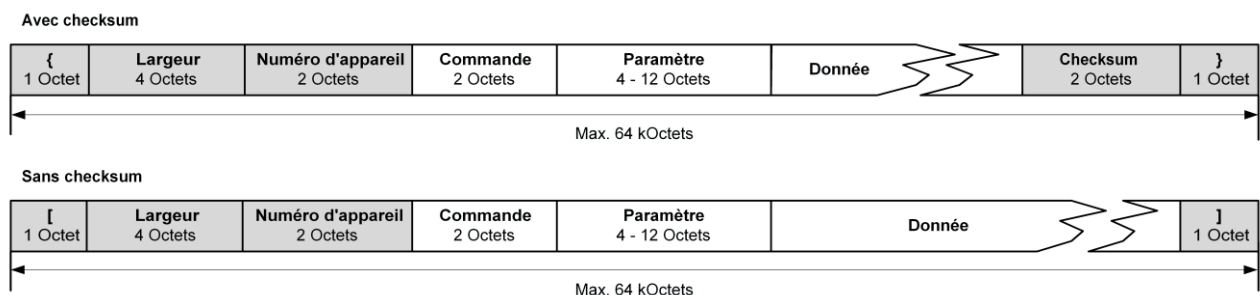 Avec checksum
{ Largeur Numéro d'appareil Commande Paramètre Donnée Checksum }
1 Octet 4 Octets 2 Octets 2 Octets 4 - 12 Octets 2 Octets 1 Octet
Max. 64 kOctets
Sans checksum
[ Largeur Numéro d'appareil Commande Paramètre Donnée ]
1 Octet 4 Octets 2 Octets 2 Octets 4 - 12 Octets 1 Octet
Max. 64 kOctets